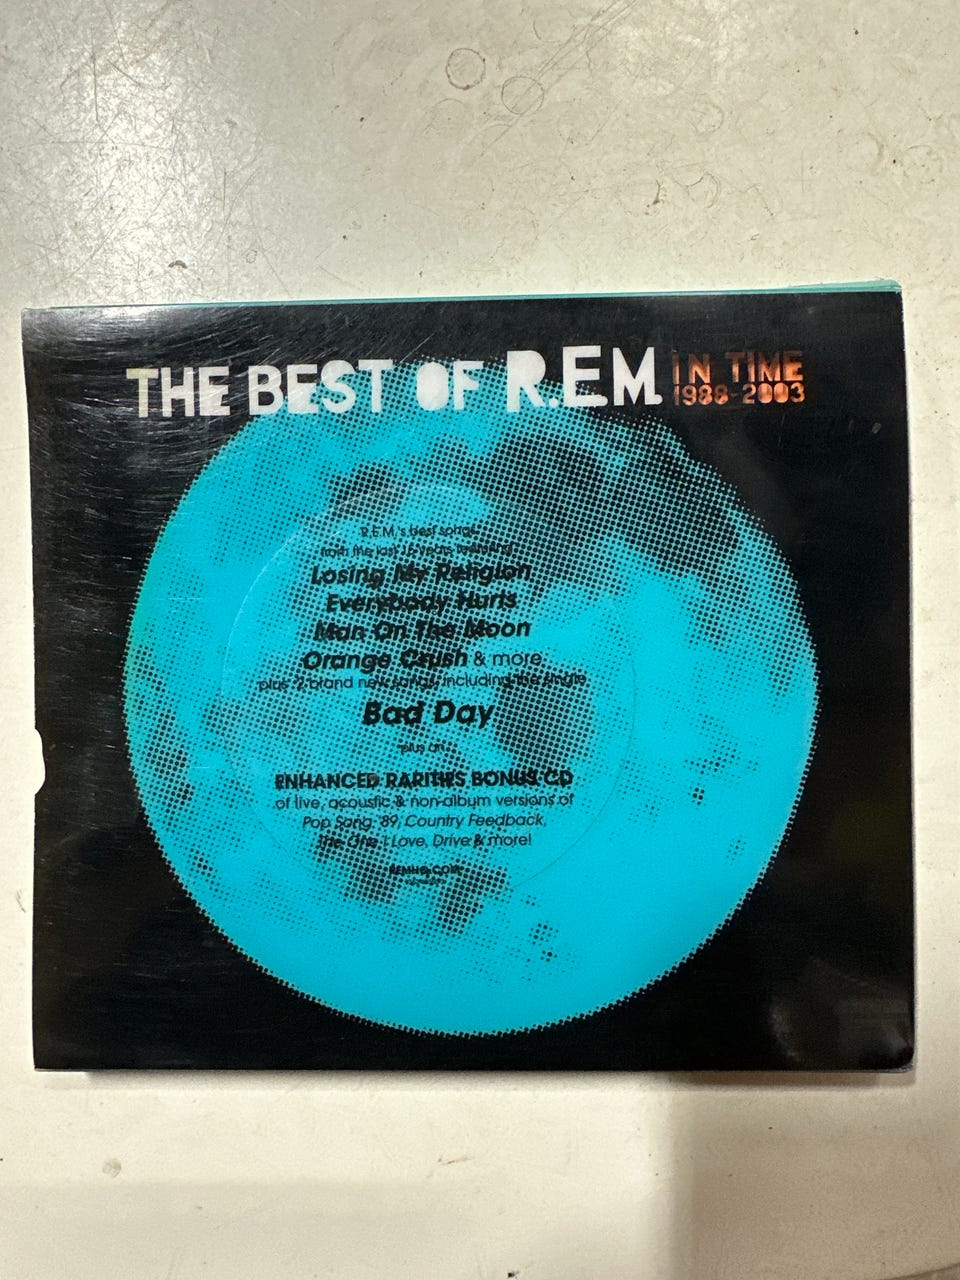 THE BEST OF R.E.M. IN TIME
1988-2003
R.E.M.'s best songs
from the last 15 years featuring
Losing My Religion
Everybody Hurts
Man On The Moon
Orange Crush & more
plus 2 brand new songs including the single
Bad Day
plus an
ENHANCED RARITIES BONUS CD
of live, acoustic & non-album versions of
Pop Song '89, Country Feedback,
The One I Love, Drive & more!
REMHQ.COM